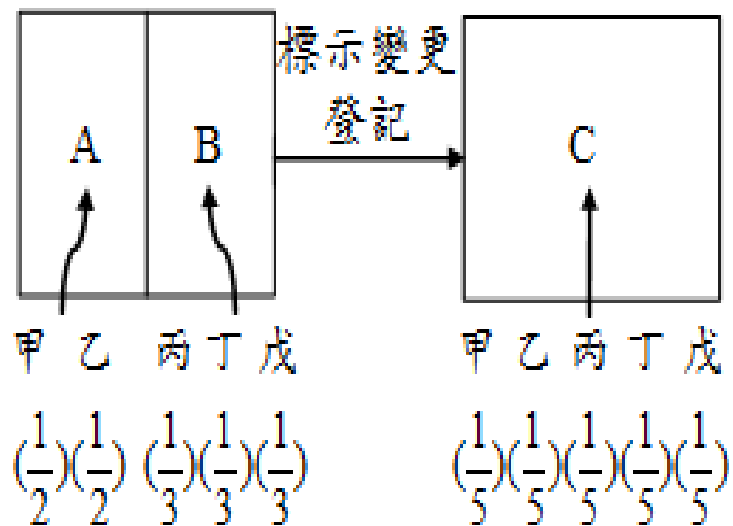 標示變更
登記
A B C
甲 乙 丙 丁 戊 甲 乙 丙 丁 戊
(1/2)(1/2) (1/3)(1/3)(1/3) (1/5)(1/5)(1/5)(1/5)(1/5)